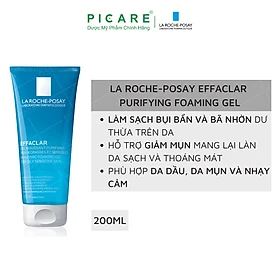 PICARE
Dược Mỹ Phẩm Chính Hãng
LA ROCHE-POSAY
LABORATOIRE DERMATOLOGIQUE
LA ROCHE-POSAY EFFACLAR
PURIFYING FOAMING GEL
LÀM SẠCH BỤI BẨN VÀ BÃ NHỜN DƯ
THỪA TRÊN DA
HỖ TRỢ GIẢM MỤN MANG LẠI LÀN
DA SẠCH VÀ THOÁNG MÁT
PHÙ HỢP DA DẦU, DA MỤN VÀ NHẠY
CẢM
200ML
LA ROCHE-POSAY
LABORATOIRE DERMATOLOGIQUE
EFFACLAR